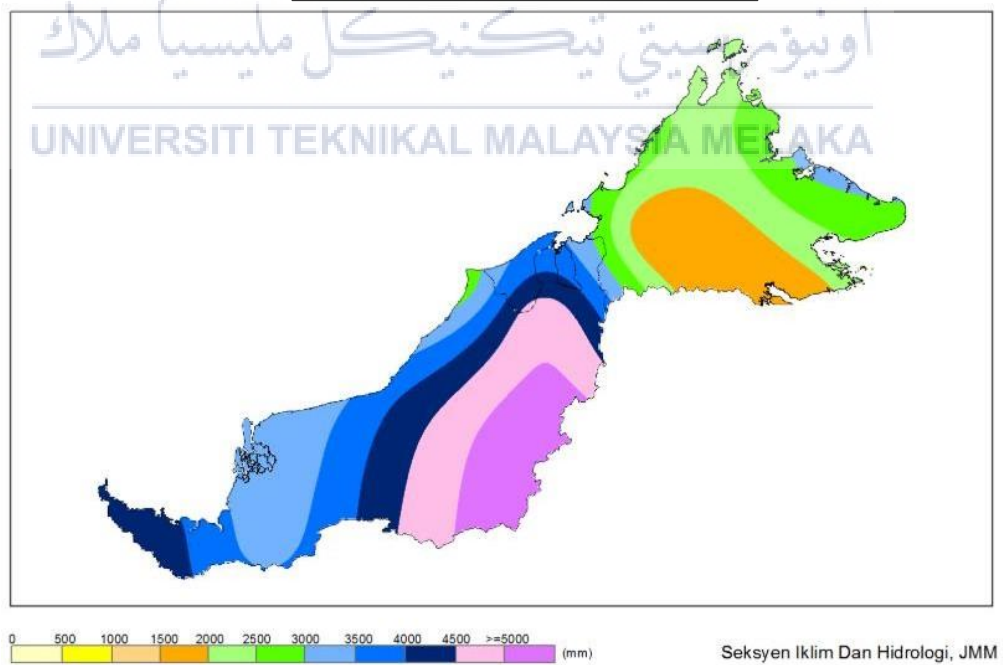 اونيۏرسيتي تيكنيكل مليسيا ملاك
UNIVERSITI TEKNIKAL MALAYSIA MELAKA
0 500 1000 1500 2000 2500 3000 3500 4000 4500 >=5000
(mm)
Seksyen Iklim Dan Hidrologi, JMM